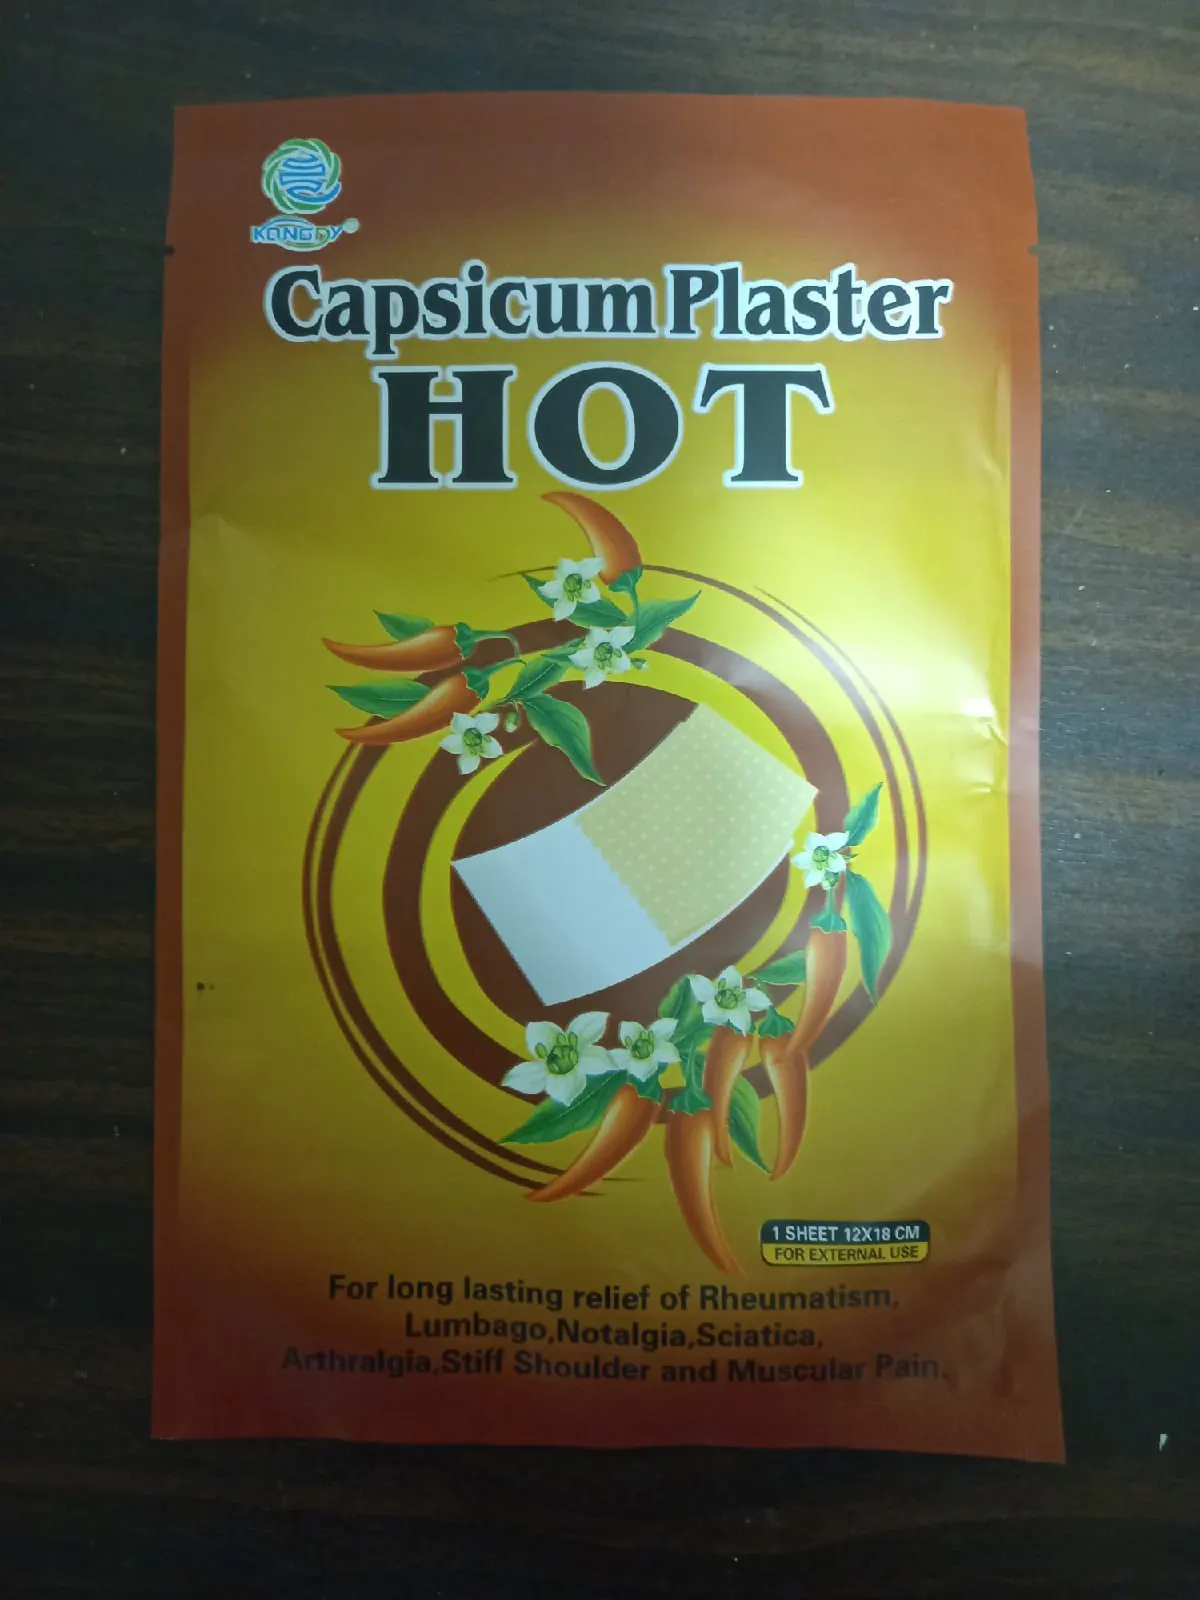 KONGDY
Capsicum Plaster
HOT
1 SHEET 12X18 CM
FOR EXTERNAL USE
For long lasting relief of Rheumatism,
Lumbago,Notalgia,Sciatica,
Arthralgia,Stiff Shoulder and Muscular Pain.